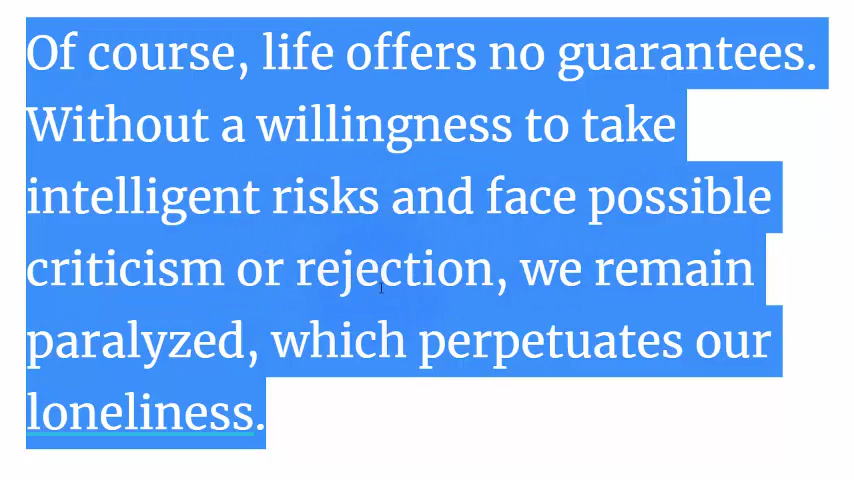 Of course, life offers no guarantees.
Without a willingness to take
intelligent risks and face possible
criticism or rejection, we remain
paralyzed, which perpetuates our
loneliness.